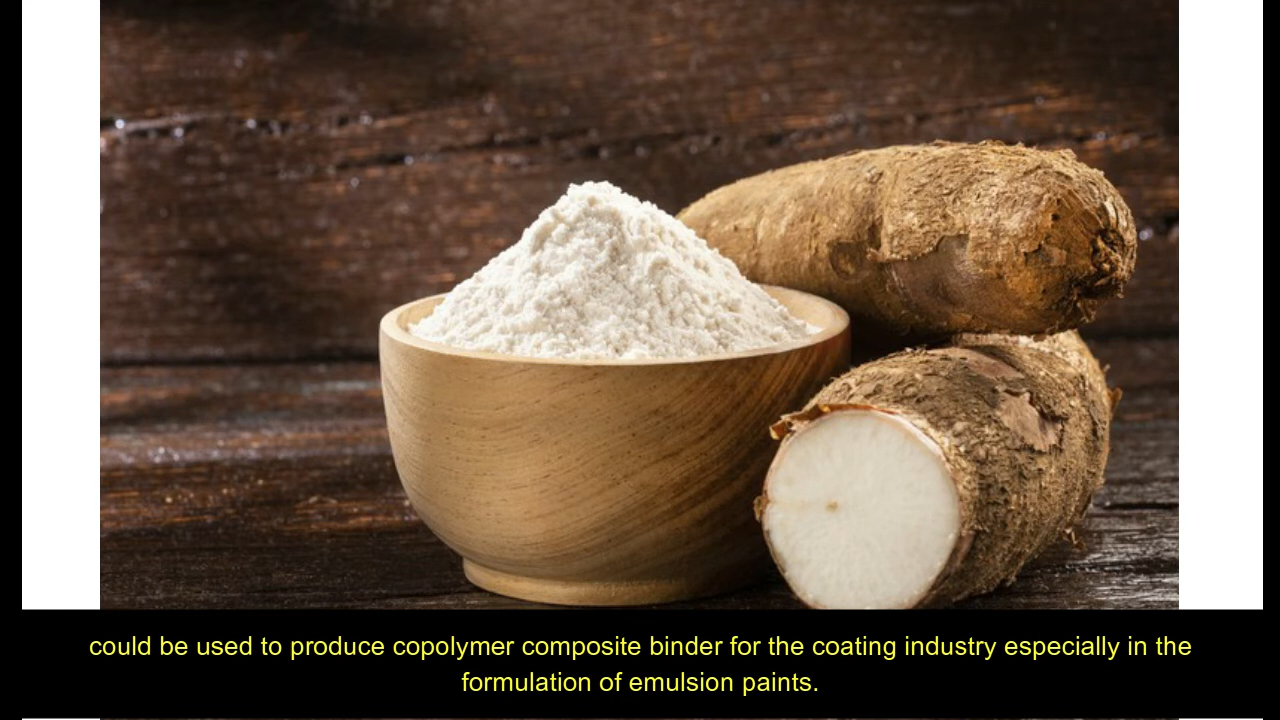 could be used to produce copolymer composite binder for the coating industry especially in the
formulation of emulsion paints.